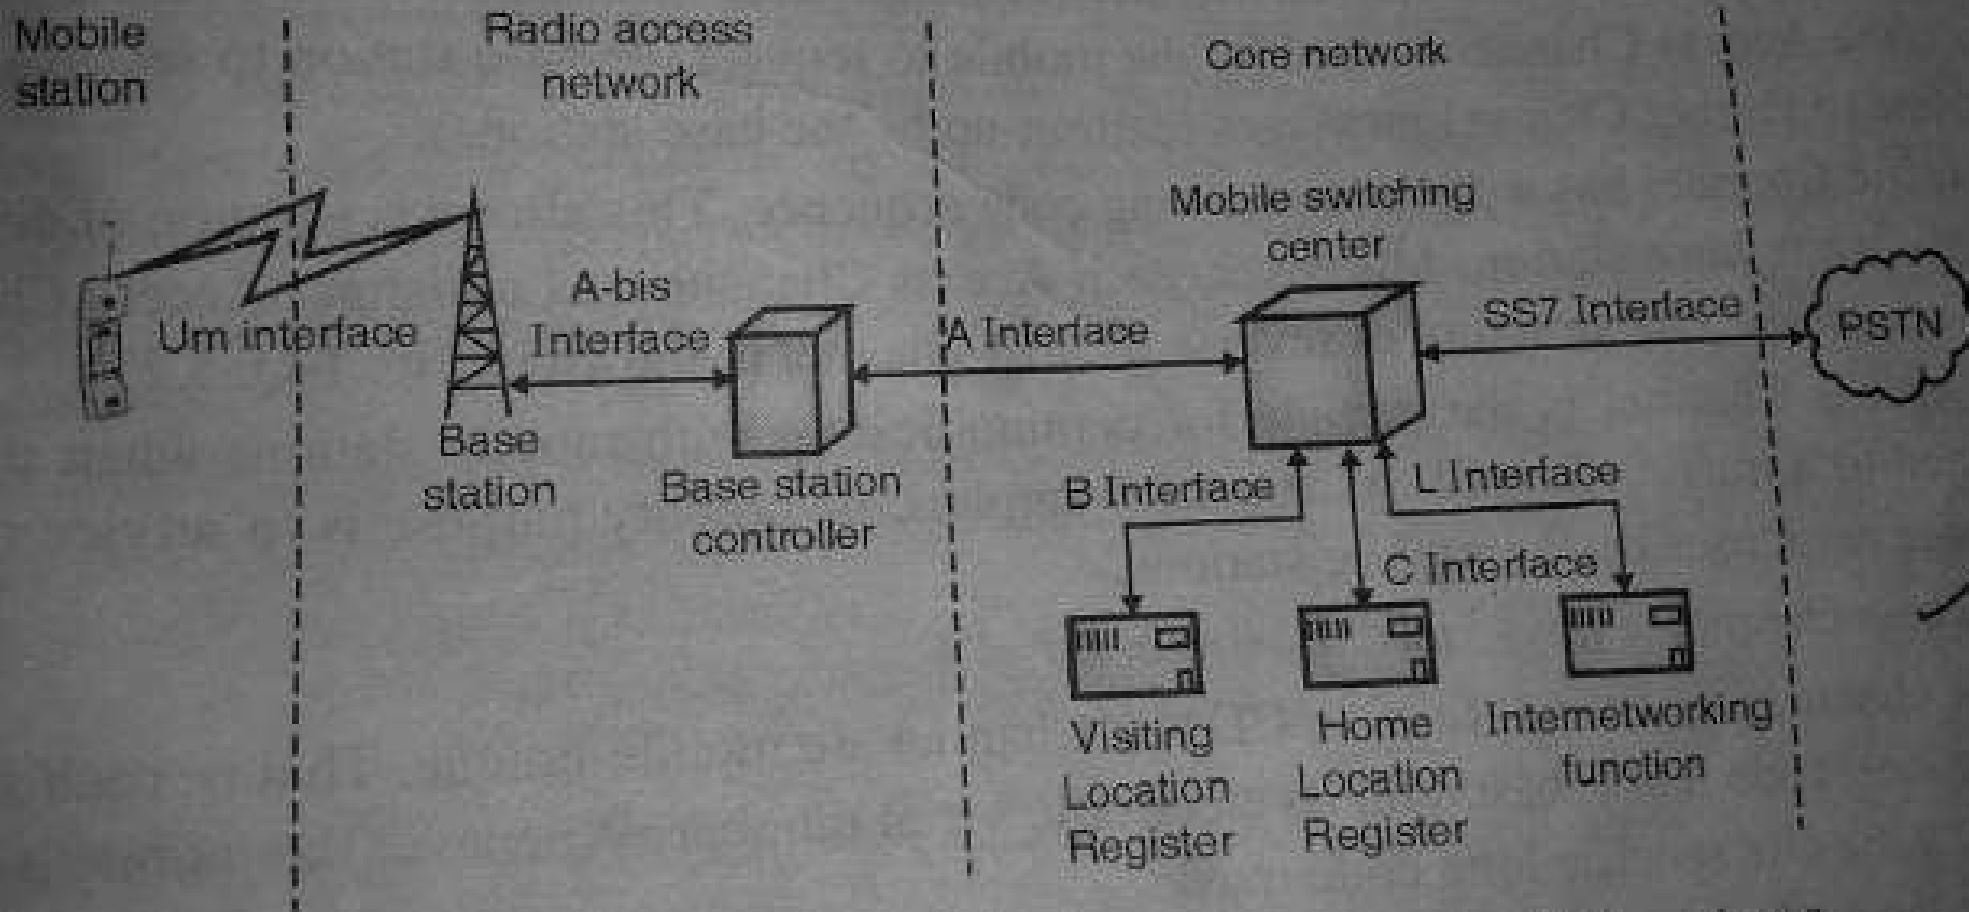 Mobile
station
Radio access
network
Core network
Mobile switching
center
A-bis
Interface
Um interface
A Interface
SS7 Interface
PSTN
Base
station
Base station
controller
B Interface
L Interface
C Interface
Visiting
Location
Register
Home
Location
Register
Internetworking
function